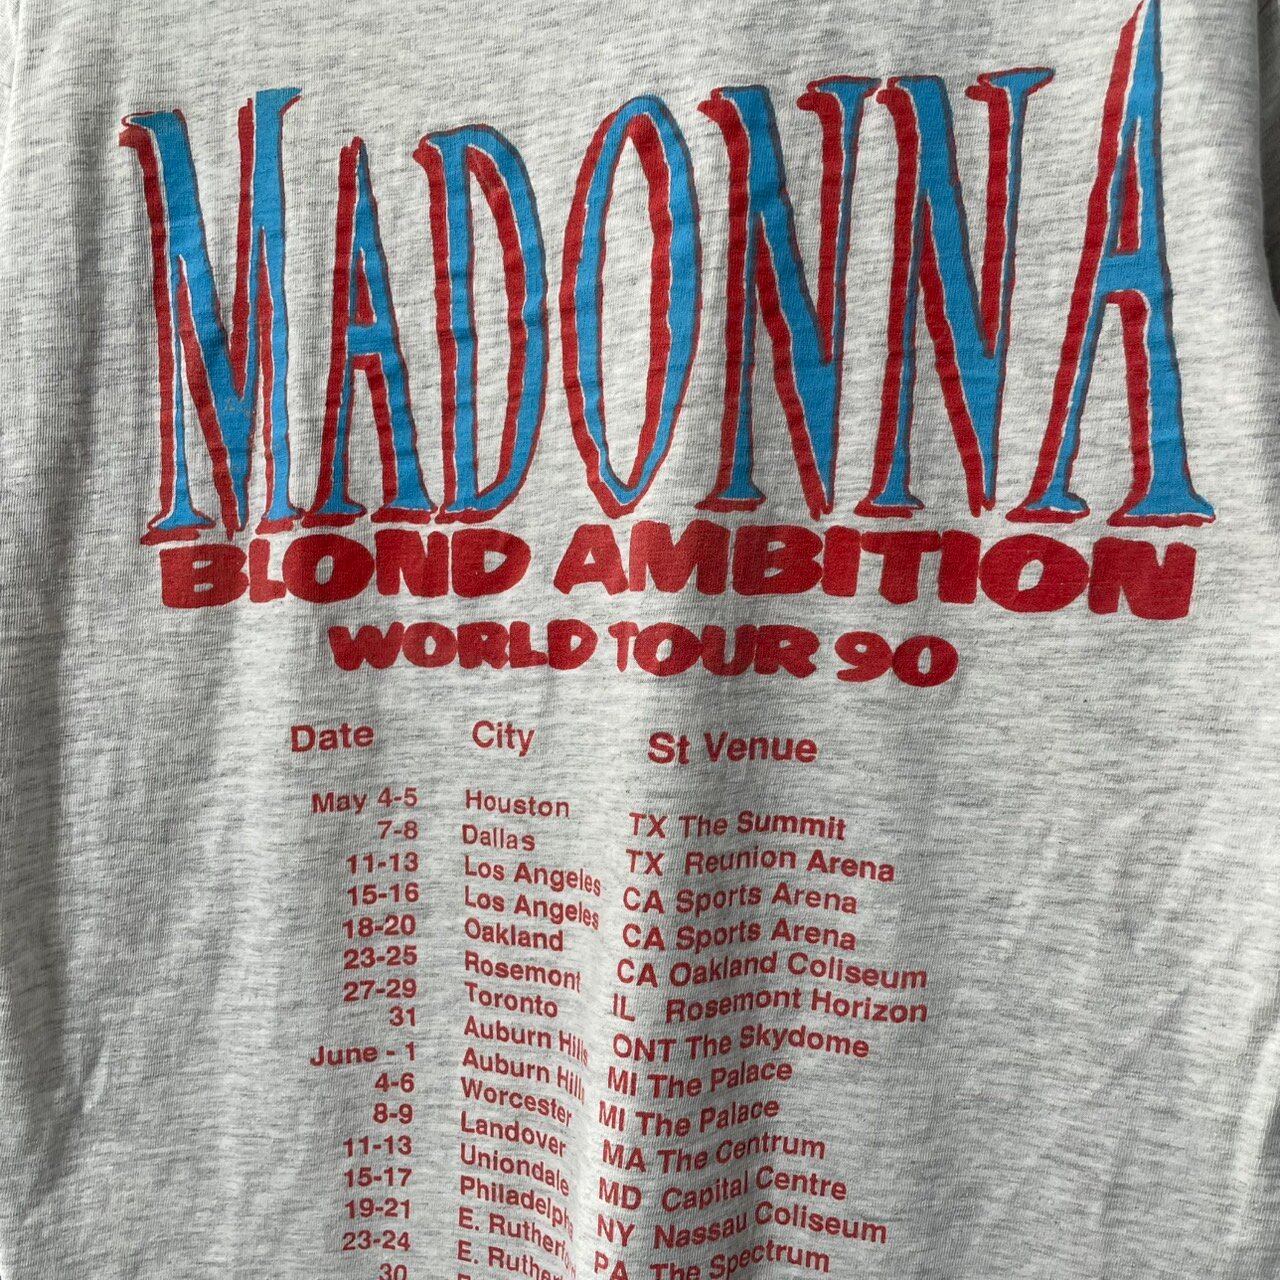 MADONNA
BLOND AMBITION
WORLD TOUR 90
Date City St Venue
May 4-5 Houston TX The Summit
7-8 Dallas TX Reunion Arena
11-13 Los Angeles CA Sports Arena
15-16 Los Angeles CA Sports Arena
18-20 Oakland CA Oakland Coliseum
23-25 Rosemont IL Rosemont Horizon
27-29 Toronto ONT The Skydome
31 Auburn Hills MI The Palace
June - 1 Auburn Hills MI The Palace
4-6 Worcester MA The Centrum
8-9 Landover MD Capital Centre
11-13 Uniondale NY Nassau Coliseum
15-17 Philadelphia PA The Spectrum
19-21 E. Rutherfo
23-24 E. Ruther
30